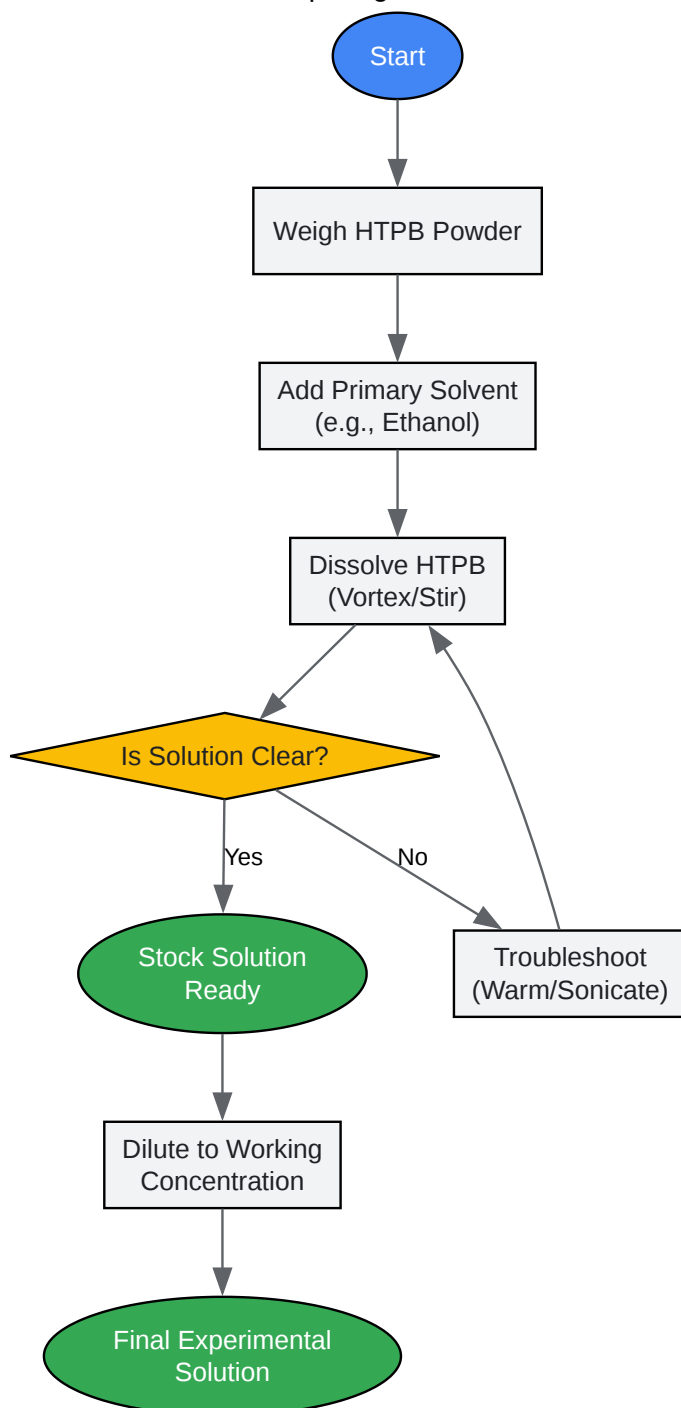 Start
Weigh HTPB Powder
Add Primary Solvent
(e.g., Ethanol)
Dissolve HTPB
(Vortex/Stir)
Is Solution Clear?
Yes
No
Stock Solution
Ready
Troubleshoot
(Warm/Sonicate)
Dilute to Working
Concentration
Final Experimental
Solution